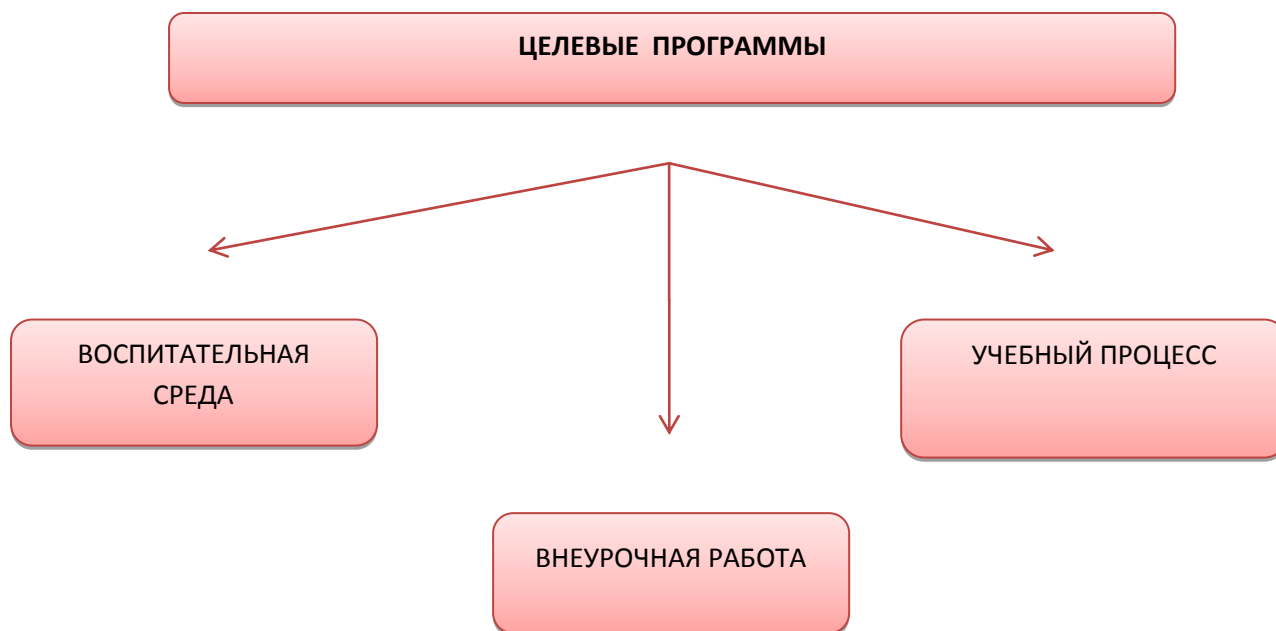 ЦЕЛЕВЫЕ ПРОГРАММЫ
ВОСПИТАТЕЛЬНАЯ
СРЕДА
УЧЕБНЫЙ ПРОЦЕСС
ВНЕУРОЧНАЯ РАБОТА